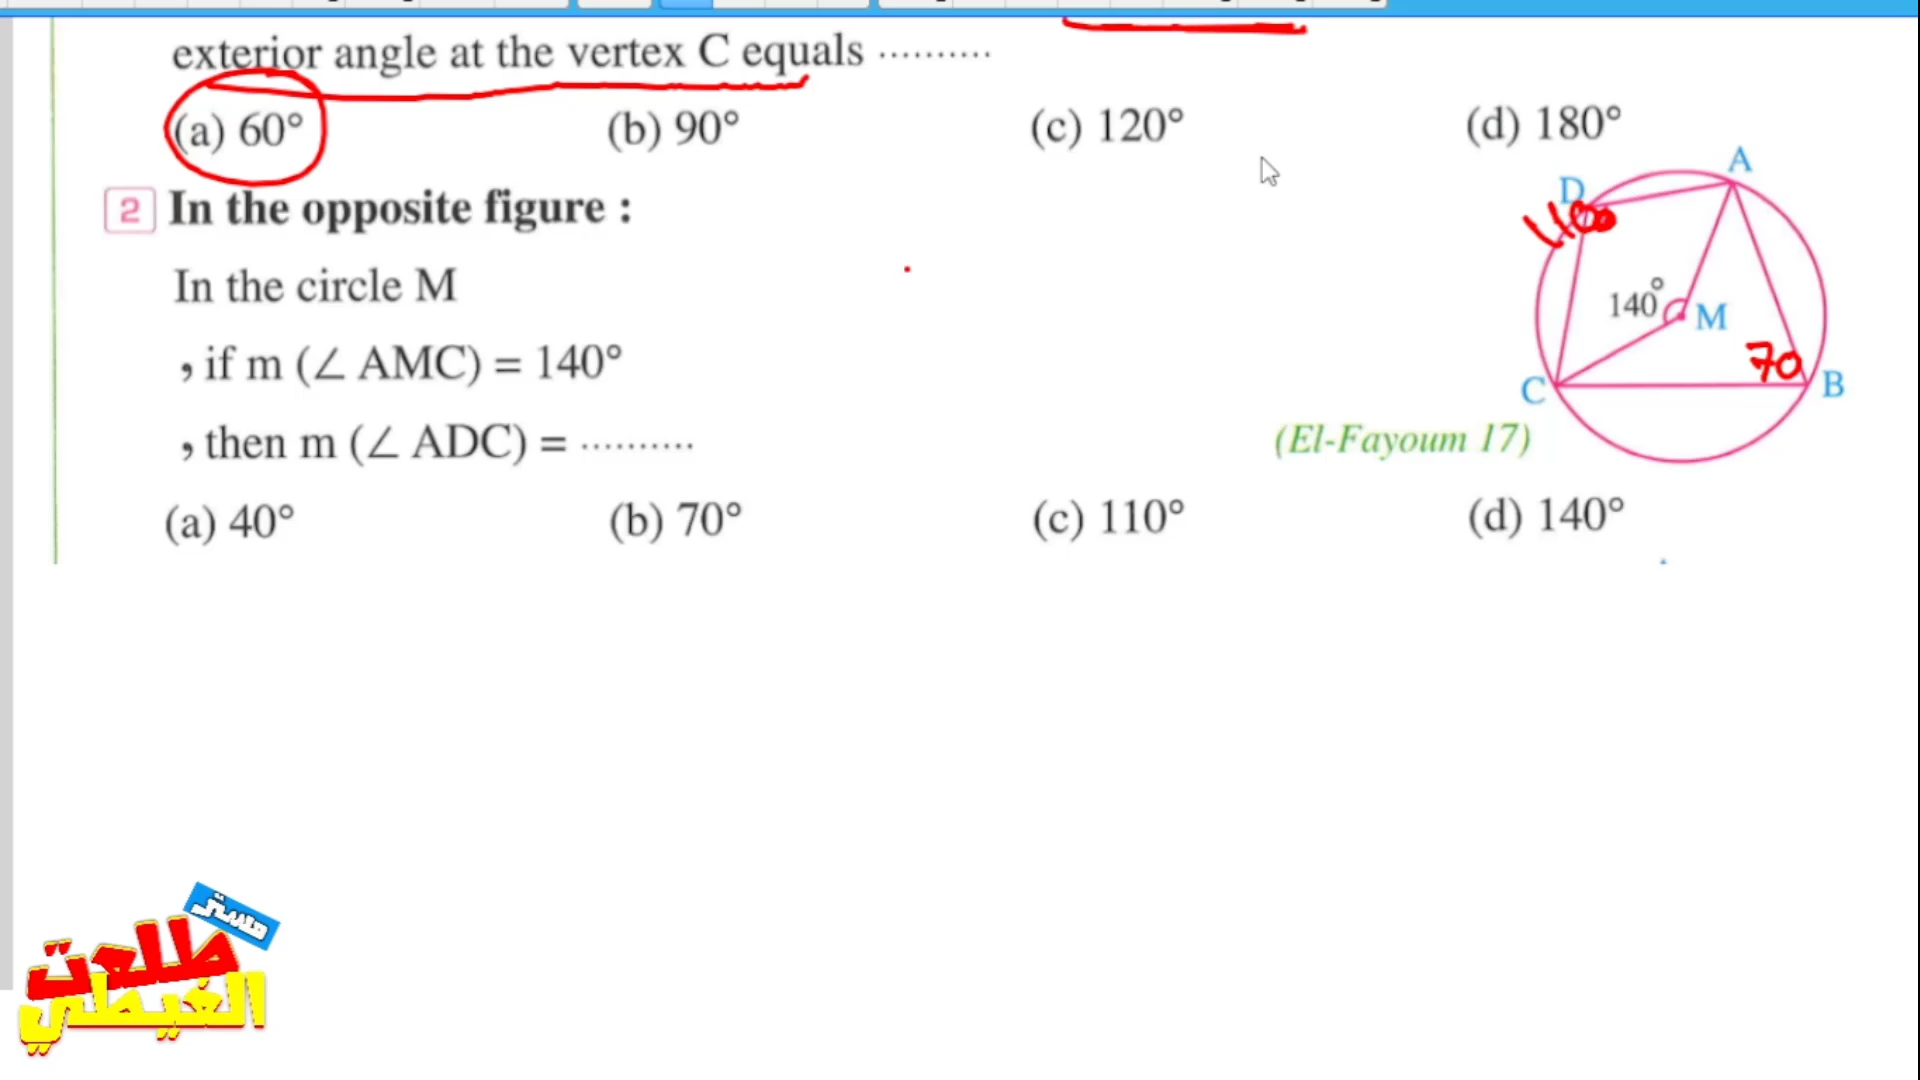 exterior angle at the vertex C equals ..........
(a) 60°
(b) 90°
(c) 120°
(d) 180°
2 In the opposite figure :
In the circle M
, if m (∠ AMC) = 140°
, then m (∠ ADC) = ..........
(El-Fayoum 17)
(a) 40°
(b) 70°
(c) 110°
(d) 140°
A
D
110
140°
M
70
C
B
مستر
طلعت
الغيطي